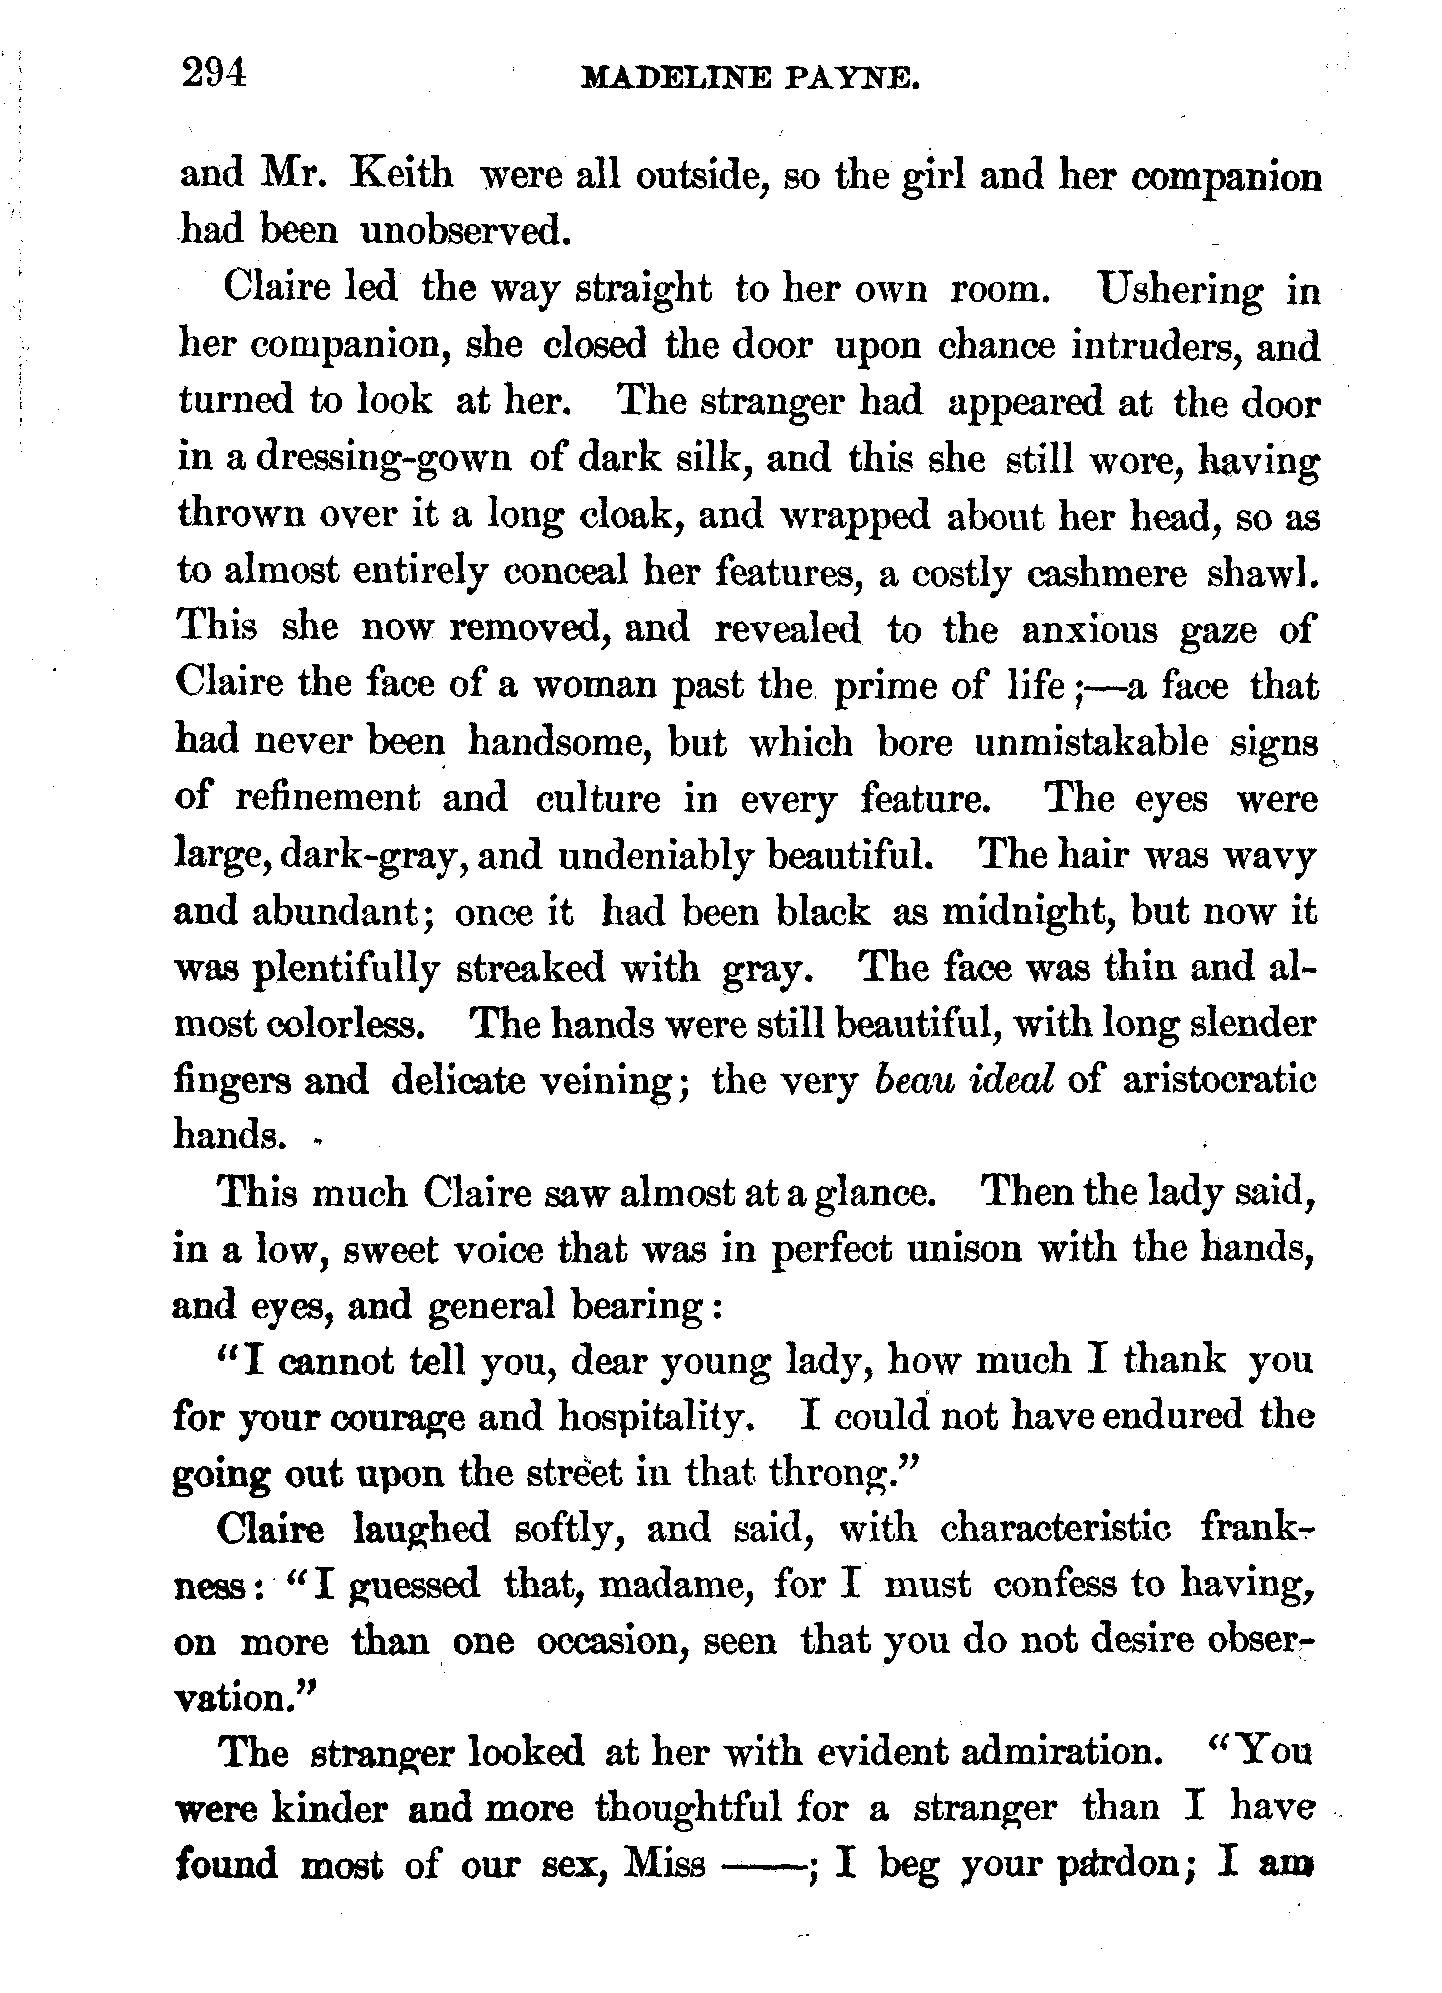 294 MADELINE PAYNE.
and Mr. Keith were all outside, so the girl and her companion
had been unobserved.
Claire led the way straight to her own room. Ushering in
her companion, she closed the door upon chance intruders, and
turned to look at her. The stranger had appeared at the door
in a dressing-gown of dark silk, and this she still wore, having
thrown over it a long cloak, and wrapped about her head, so as
to almost entirely conceal her features, a costly cashmere shawl.
This she now removed, and revealed to the anxious gaze of
Claire the face of a woman past the prime of life;—a face that
had never been handsome, but which bore unmistakable signs
of refinement and culture in every feature. The eyes were
large, dark-gray, and undeniably beautiful. The hair was wavy
and abundant; once it had been black as midnight, but now it
was plentifully streaked with gray. The face was thin and al-
most colorless. The hands were still beautiful, with long slender
fingers and delicate veining; the very beau ideal of aristocratic
hands.
This much Claire saw almost at a glance. Then the lady said,
in a low, sweet voice that was in perfect unison with the hands,
and eyes, and general bearing:
"I cannot tell you, dear young lady, how much I thank you
for your courage and hospitality. I could not have endured the
going out upon the street in that throng."
Claire laughed softly, and said, with characteristic frank-
ness: "I guessed that, madame, for I must confess to having,
on more than one occasion, seen that you do not desire obser-
vation."
The stranger looked at her with evident admiration. "You
were kinder and more thoughtful for a stranger than I have
found most of our sex, Miss ——; I beg your pardon; I am